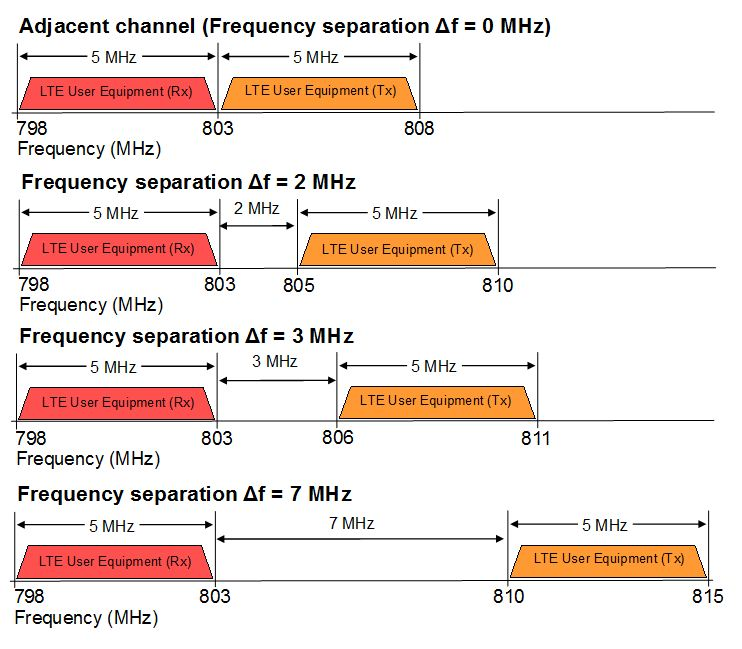 Adjacent channel (Frequency separation Δf = 0 MHz)
5 MHz 5 MHz
LTE User Equipment (Rx) LTE User Equipment (Tx)
798 803 808
Frequency (MHz)
Frequency separation Δf = 2 MHz
5 MHz 2 MHz 5 MHz
LTE User Equipment (Rx) LTE User Equipment (Tx)
798 803 805 810
Frequency (MHz)
Frequency separation Δf = 3 MHz
5 MHz 3 MHz 5 MHz
LTE User Equipment (Rx) LTE User Equipment (Tx)
798 803 806 811
Frequency (MHz)
Frequency separation Δf = 7 MHz
5 MHz 7 MHz 5 MHz
LTE User Equipment (Rx) LTE User Equipment (Tx)
798 803 810 815
Frequency (MHz)